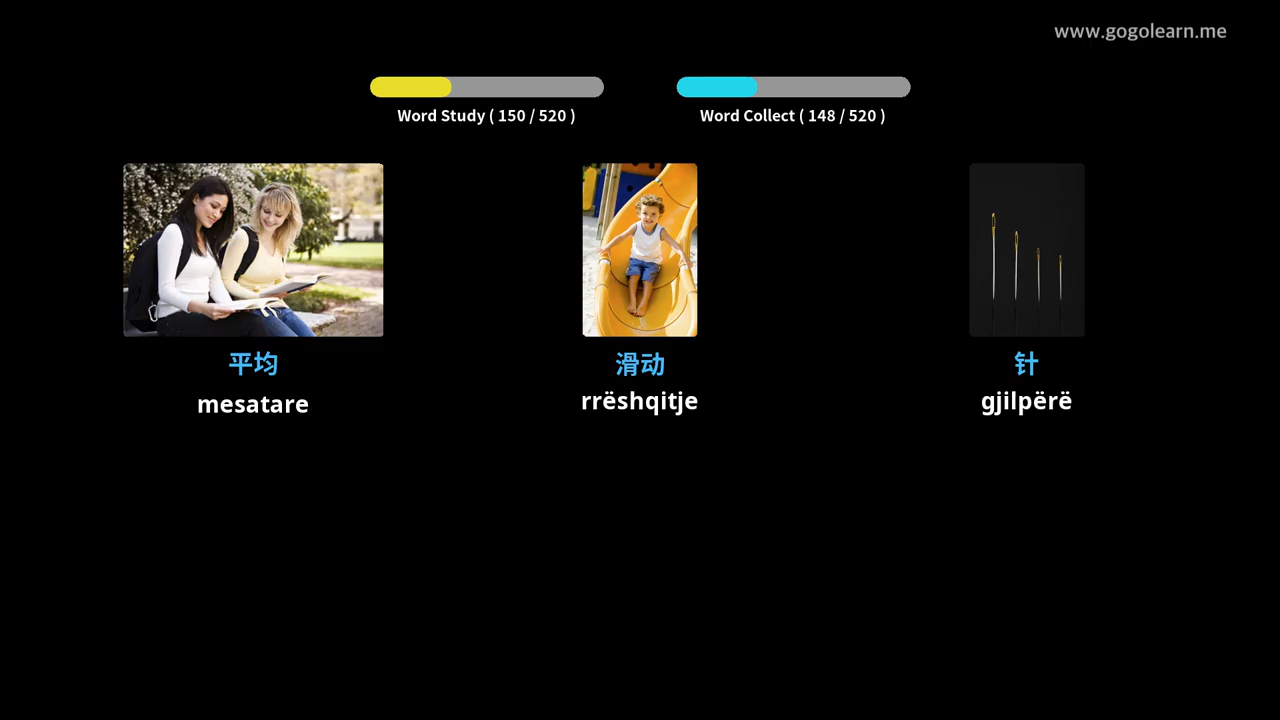 www.gogolearn.me
Word Study ( 150 / 520 )
Word Collect ( 148 / 520 )
平均
滑动
针
mesatare
rrëshqitje
gjilpërë